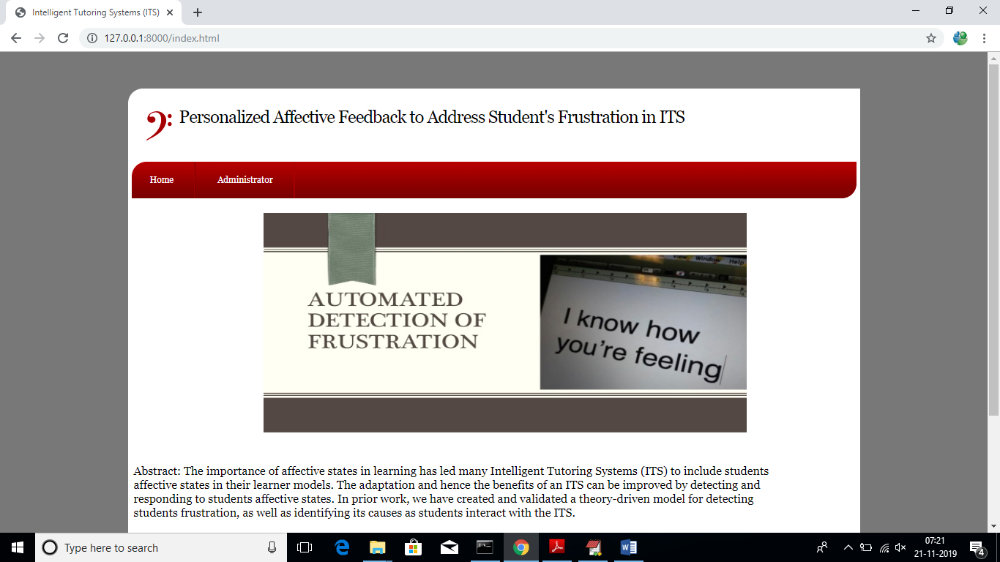 Intelligent Tutoring Systems (ITS)
127.0.0.1:8000/index.html
Personalized Affective Feedback to Address Student's Frustration in ITS
Home Administrator
AUTOMATED
DETECTION OF
FRUSTRATION
View Window Help
I know how
you're feeling
Abstract: The importance of affective states in learning has led many Intelligent Tutoring Systems (ITS) to include students
affective states in their learner models. The adaptation and hence the benefits of an ITS can be improved by detecting and
responding to students affective states. In prior work, we have created and validated a theory-driven model for detecting
students frustration, as well as identifying its causes as students interact with the ITS.
Type here to search
07:21
21-11-2019
4